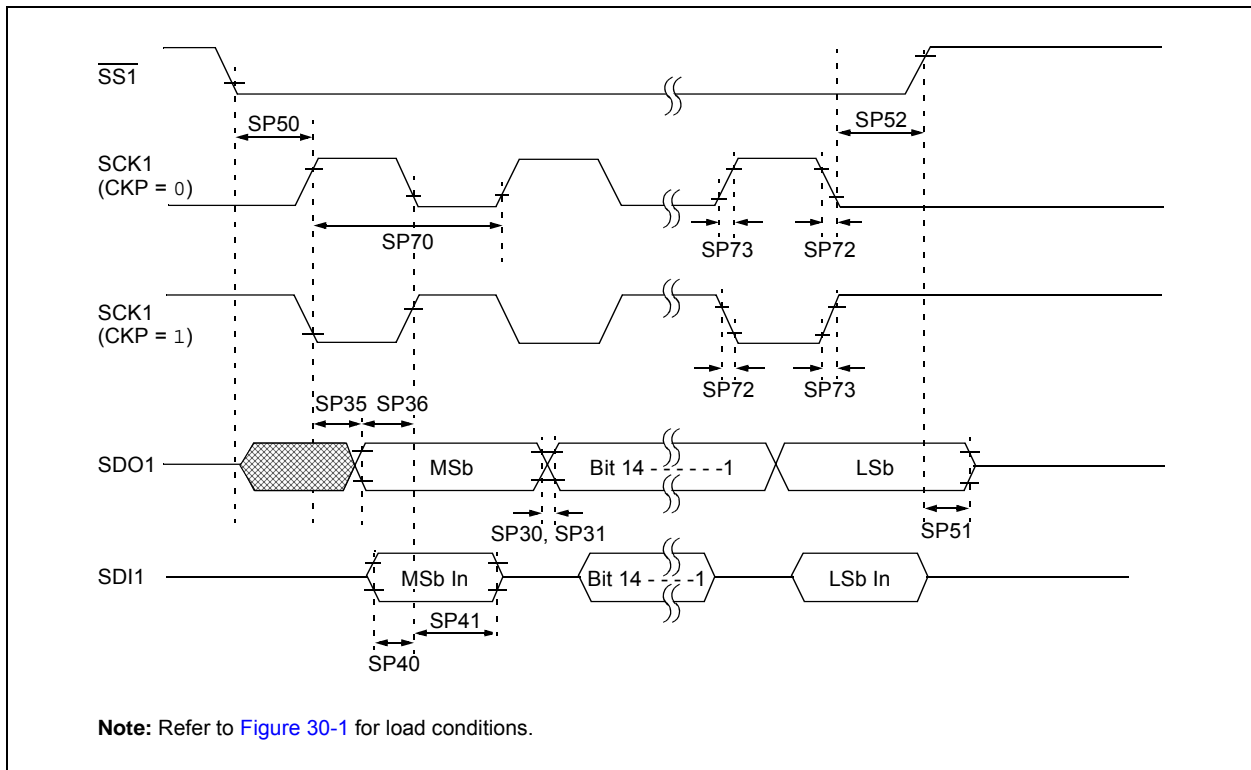 SS1
SP50
SP52
SCK1
(CKP = 0)
SP70
SP73
SP72
SCK1
(CKP = 1)
SP72
SP73
SP35
SP36
SDO1
MSb
Bit 14 - - - - - - -1
LSb
SP30, SP31
SP51
SDI1
MSb In
Bit 14 - - - - -1
LSb In
SP41
SP40
Note: Refer to Figure 30-1 for load conditions.